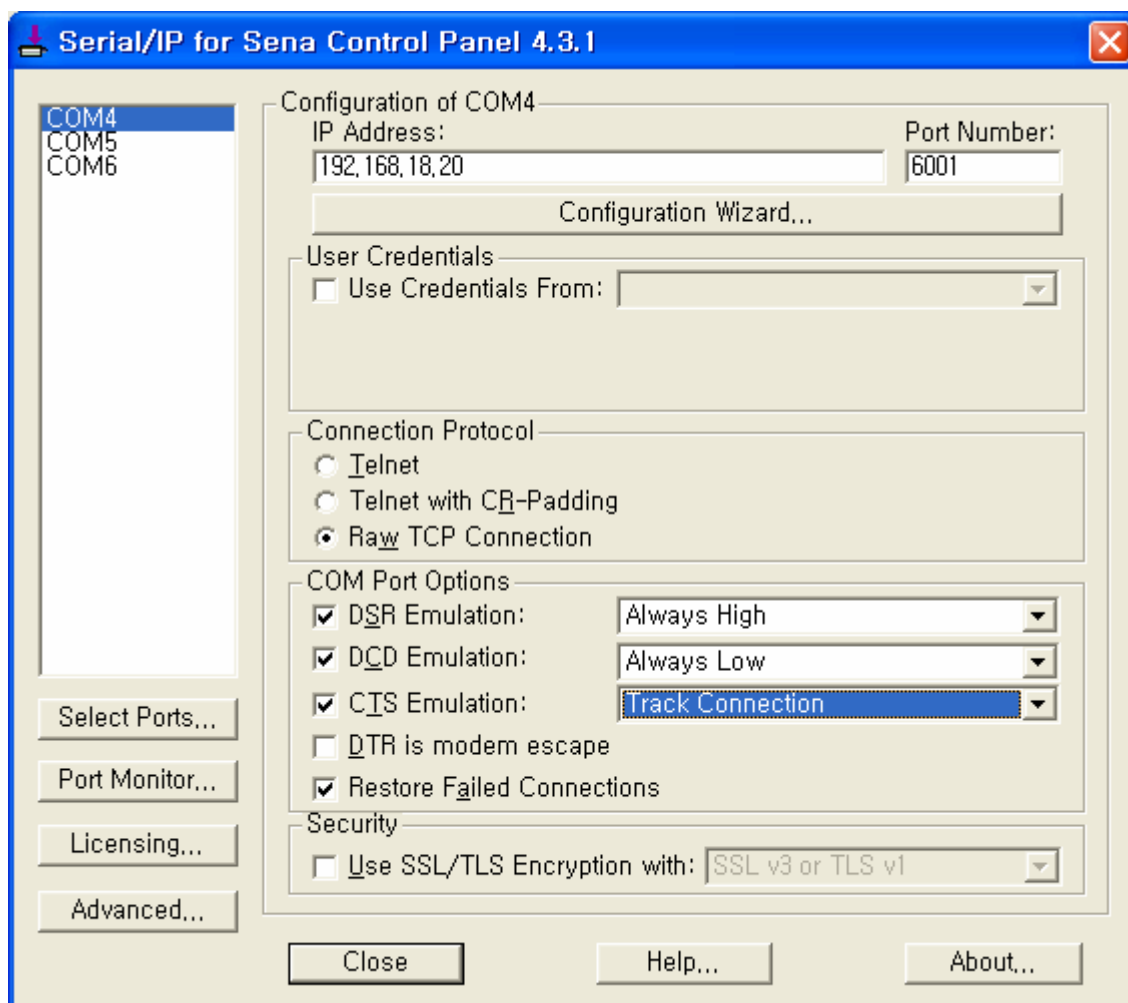 Serial/IP for Sena Control Panel 4.3.1
COM4
COM5
COM6
Configuration of COM4
IP Address:
Port Number:
192,168,18,20
6001
Configuration Wizard,,,
User Credentials
Use Credentials From:
Connection Protocol
Telnet
Telnet with CR-Padding
Raw TCP Connection
COM Port Options
DSR Emulation: Always High
DCD Emulation: Always Low
CTS Emulation: Track Connection
DTR is modem escape
Restore Failed Connections
Security
Use SSL/TLS Encryption with: SSL v3 or TLS v1
Select Ports,,,
Port Monitor,,,
Licensing,,,
Advanced,,,
Close
Help,,,
About,,,